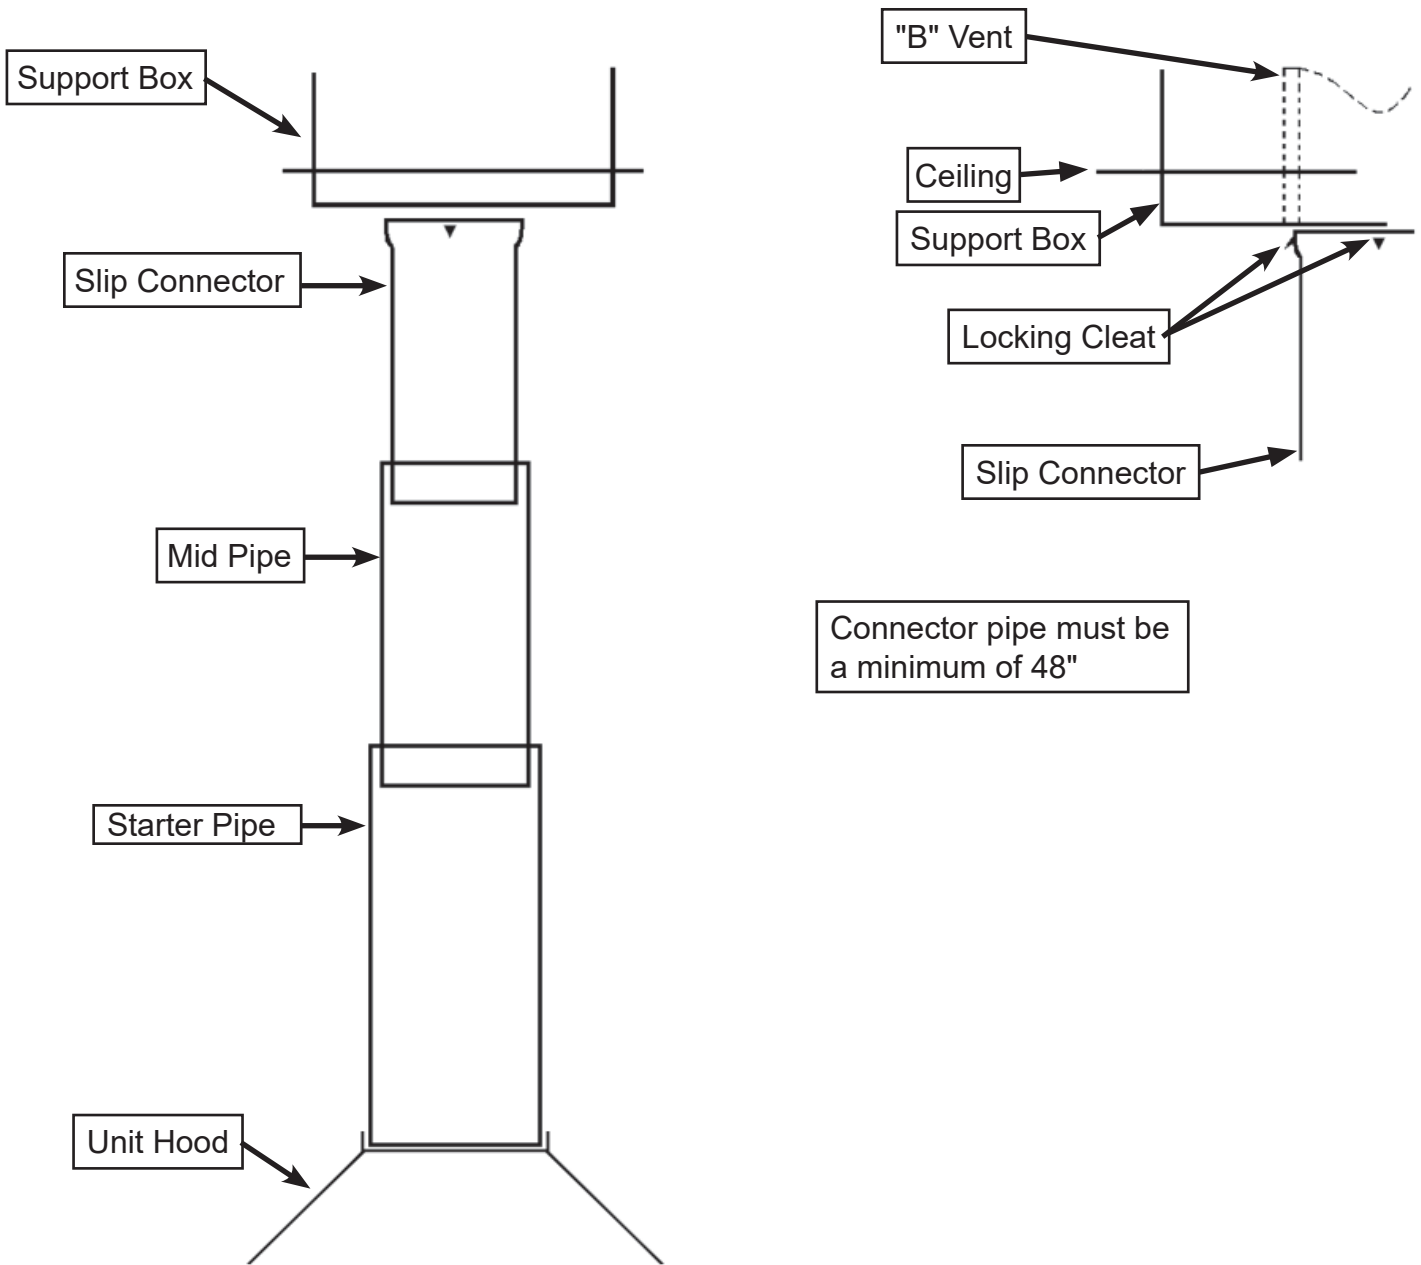 Support Box
Slip Connector
Mid Pipe
Starter Pipe
Unit Hood
"B" Vent
Ceiling
Support Box
Locking Cleat
Slip Connector
Connector pipe must be
a minimum of 48"